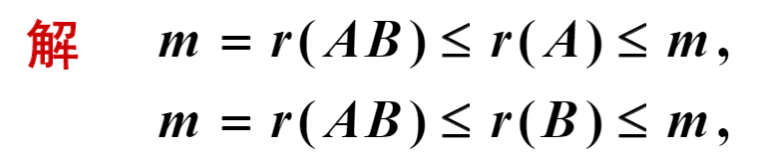 解 m = r(AB) ≤ r(A) ≤ m,
m = r(AB) ≤ r(B) ≤ m,